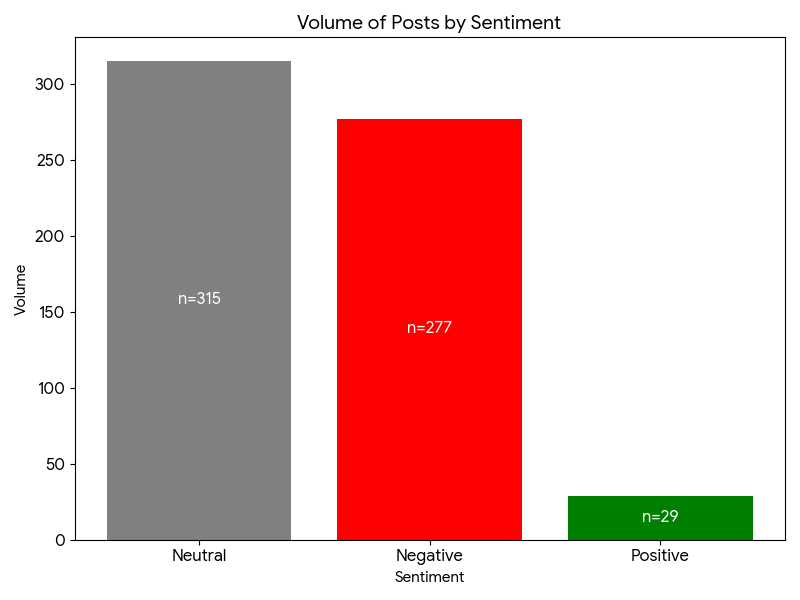 Volume of Posts by Sentiment
Volume
300
250
200
150
100
50
0
n=315
n=277
n=29
Neutral
Negative
Positive
Sentiment